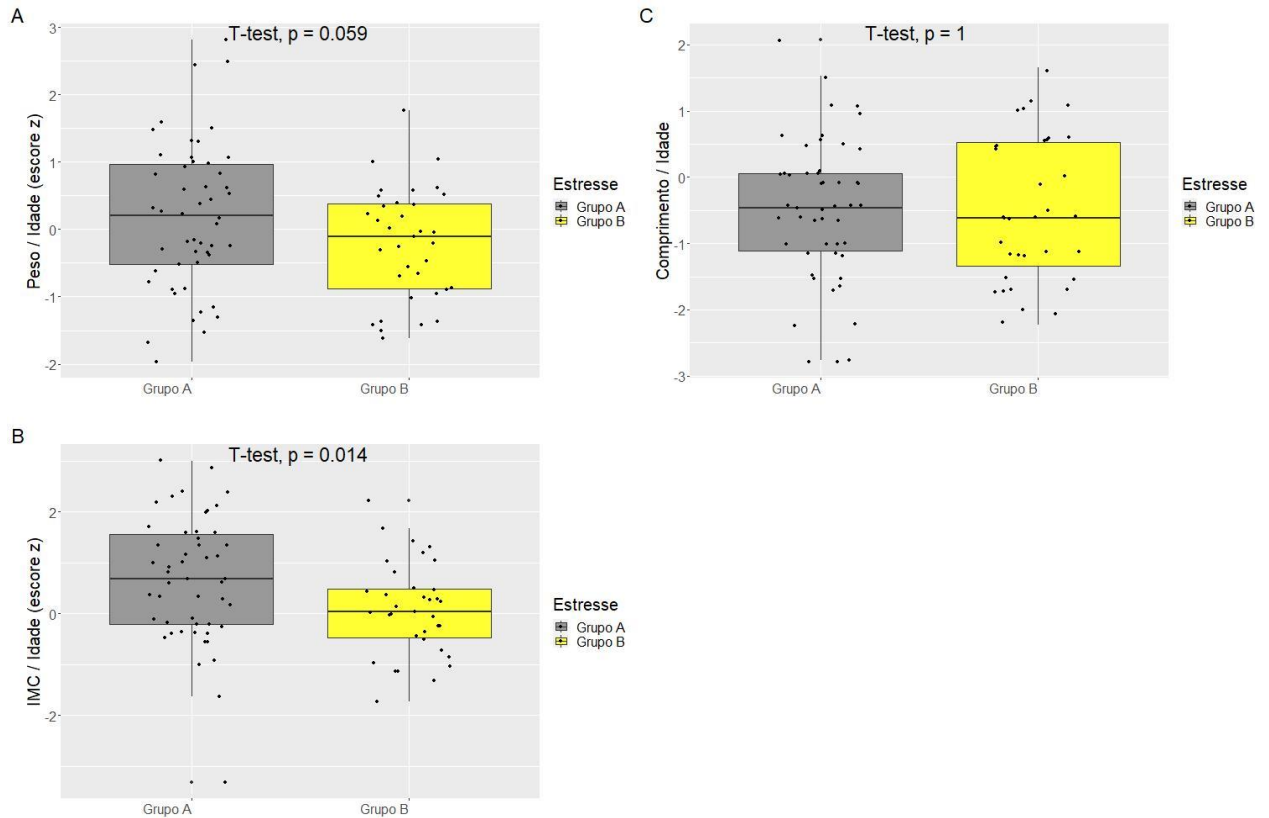 A
T-test, p = 0.059
Peso / Idade (escore z)
3
2
1
0
-1
-2
Grupo A
Grupo B
Estresse
Grupo A
Grupo B
C
T-test, p = 1
Comprimento / Idade
2
1
0
-1
-2
-3
Grupo A
Grupo B
Estresse
Grupo A
Grupo B
B
T-test, p = 0.014
IMC / Idade (escore z)
2
0
-2
Grupo A
Grupo B
Estresse
Grupo A
Grupo B